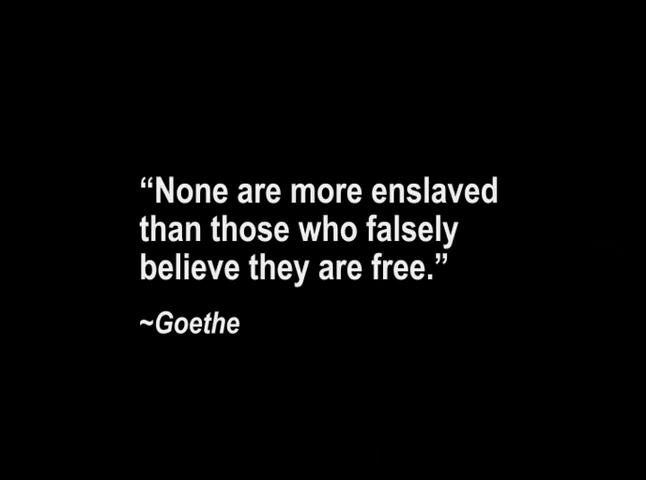 “None are more enslaved
than those who falsely
believe they are free.”
~Goethe